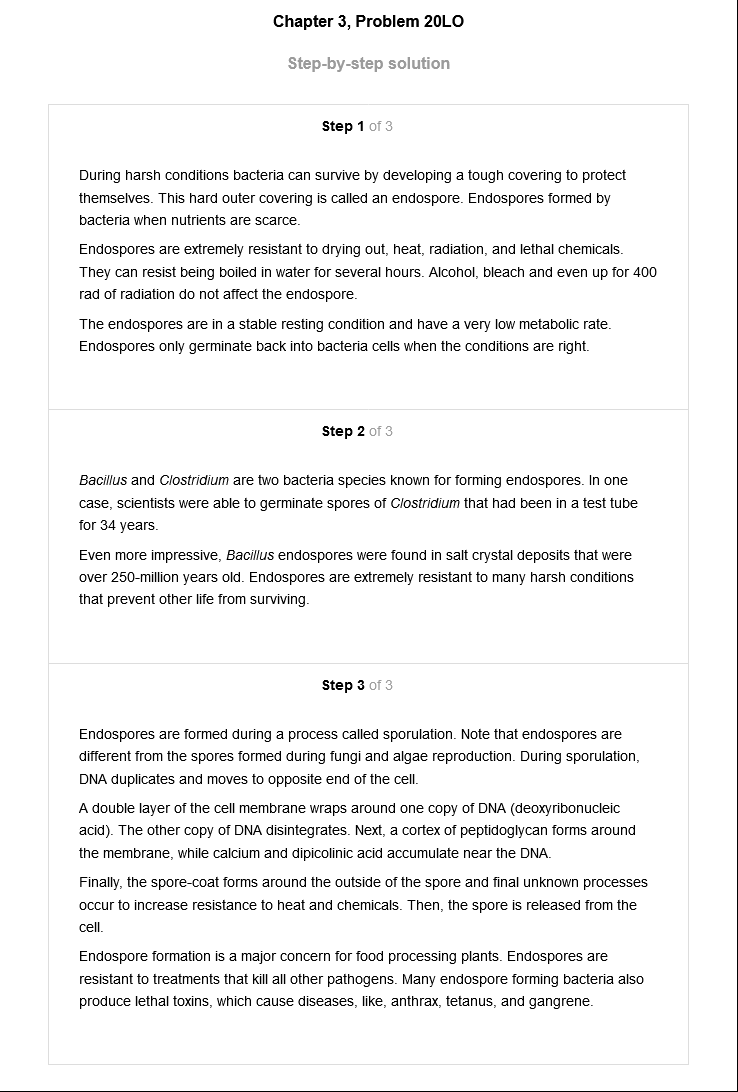 Chapter 3, Problem 20LO
Step-by-step solution
Step 1 of 3
During harsh conditions bacteria can survive by developing a tough covering to protect
themselves. This hard outer covering is called an endospore. Endospores formed by
bacteria when nutrients are scarce.
Endospores are extremely resistant to drying out, heat, radiation, and lethal chemicals.
They can resist being boiled in water for several hours. Alcohol, bleach and even up for 400
rad of radiation do not affect the endospore.
The endospores are in a stable resting condition and have a very low metabolic rate.
Endospores only germinate back into bacteria cells when the conditions are right.
Step 2 of 3
Bacillus and Clostridium are two bacteria species known for forming endospores. In one
case, scientists were able to germinate spores of Clostridium that had been in a test tube
for 34 years.
Even more impressive, Bacillus endospores were found in salt crystal deposits that were
over 250-million years old. Endospores are extremely resistant to many harsh conditions
that prevent other life from surviving.
Step 3 of 3
Endospores are formed during a process called sporulation. Note that endospores are
different from the spores formed during fungi and algae reproduction. During sporulation,
DNA duplicates and moves to opposite end of the cell.
A double layer of the cell membrane wraps around one copy of DNA (deoxyribonucleic
acid). The other copy of DNA disintegrates. Next, a cortex of peptidoglycan forms around
the membrane, while calcium and dipicolinic acid accumulate near the DNA.
Finally, the spore-coat forms around the outside of the spore and final unknown processes
occur to increase resistance to heat and chemicals. Then, the spore is released from the
cell.
Endospore formation is a major concern for food processing plants. Endospores are
resistant to treatments that kill all other pathogens. Many endospore forming bacteria also
produce lethal toxins, which cause diseases, like, anthrax, tetanus, and gangrene.